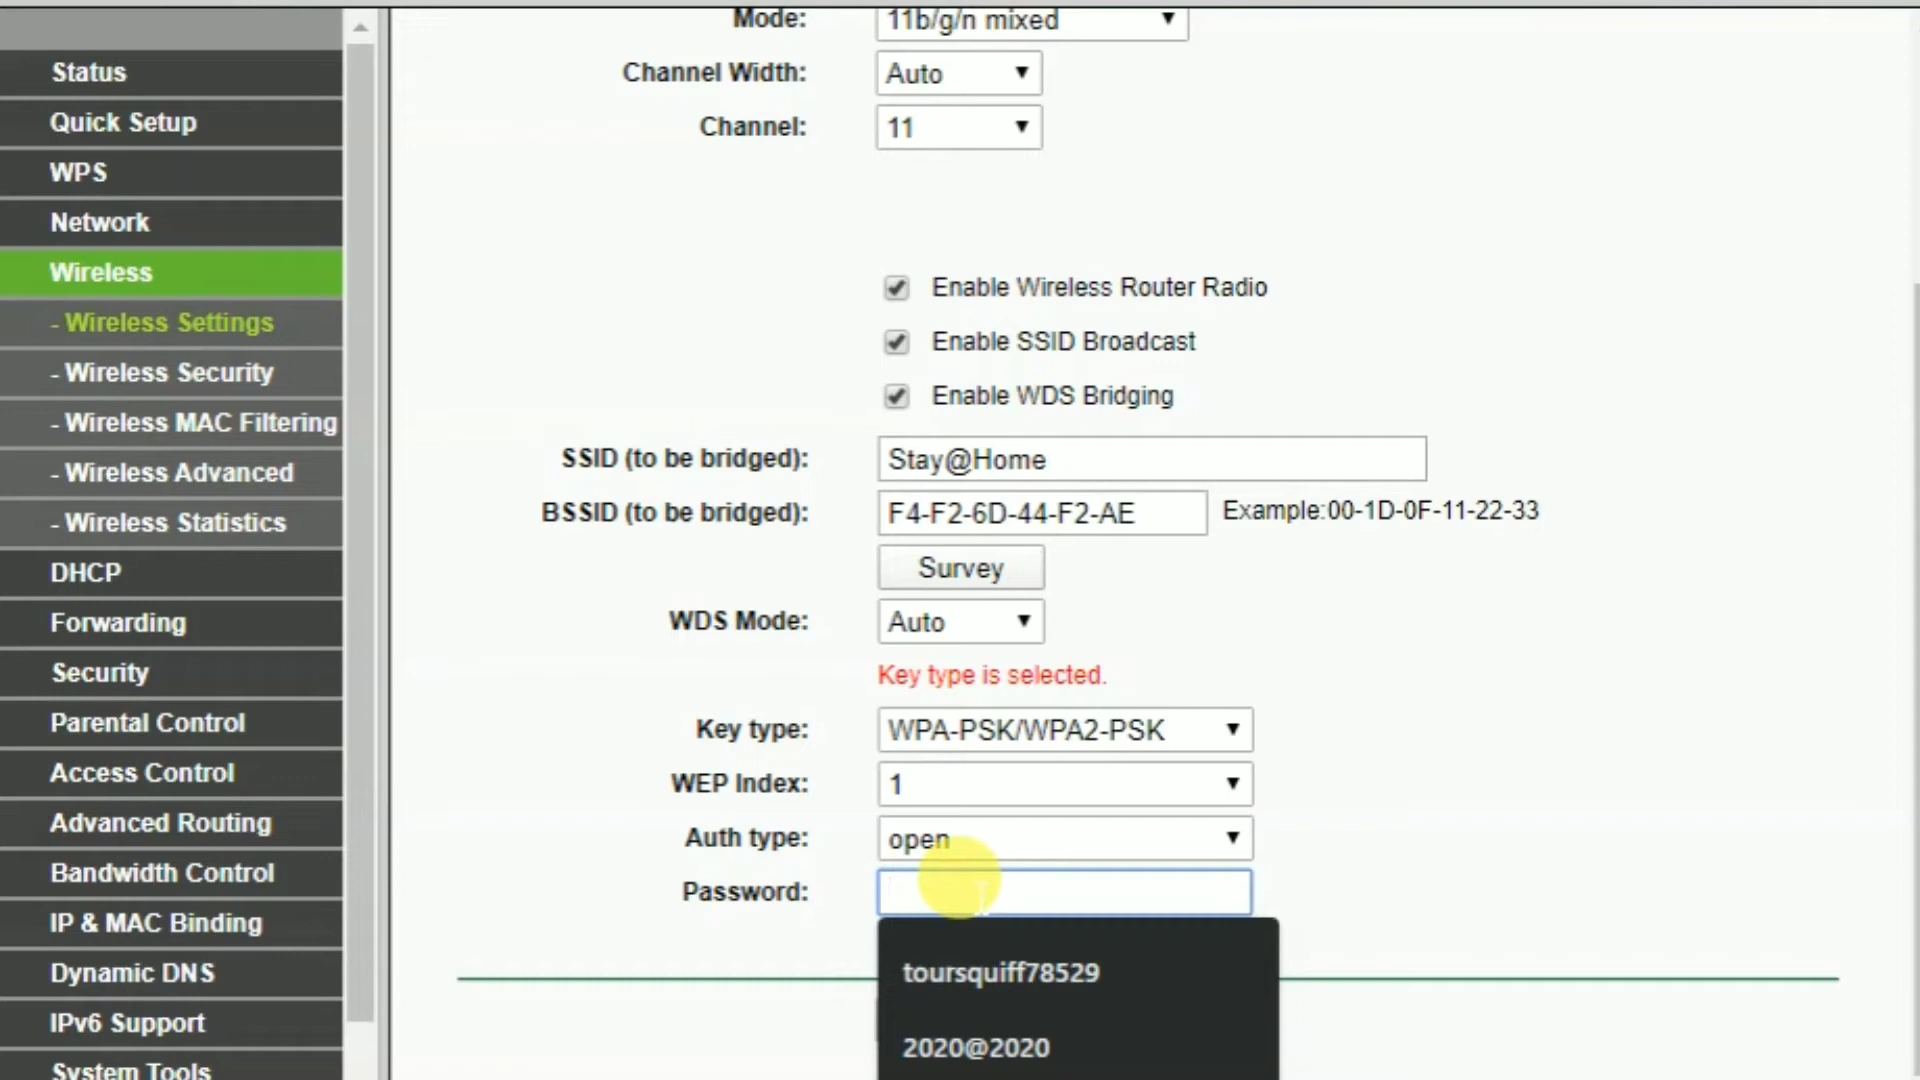 Status
Quick Setup
WPS
Network
Wireless
- Wireless Settings
- Wireless Security
- Wireless MAC Filtering
- Wireless Advanced
- Wireless Statistics
DHCP
Forwarding
Security
Parental Control
Access Control
Advanced Routing
Bandwidth Control
IP & MAC Binding
Dynamic DNS
IPv6 Support
System Tools
Mode: 11b/g/n mixed
Channel Width: Auto
Channel: 11
Enable Wireless Router Radio
Enable SSID Broadcast
Enable WDS Bridging
SSID (to be bridged): Stay@Home
BSSID (to be bridged): F4-F2-6D-44-F2-AE Example:00-1D-0F-11-22-33
Survey
WDS Mode: Auto
Key type is selected.
Key type: WPA-PSK/WPA2-PSK
WEP Index: 1
Auth type: open
Password:
toursquiff78529
2020@2020